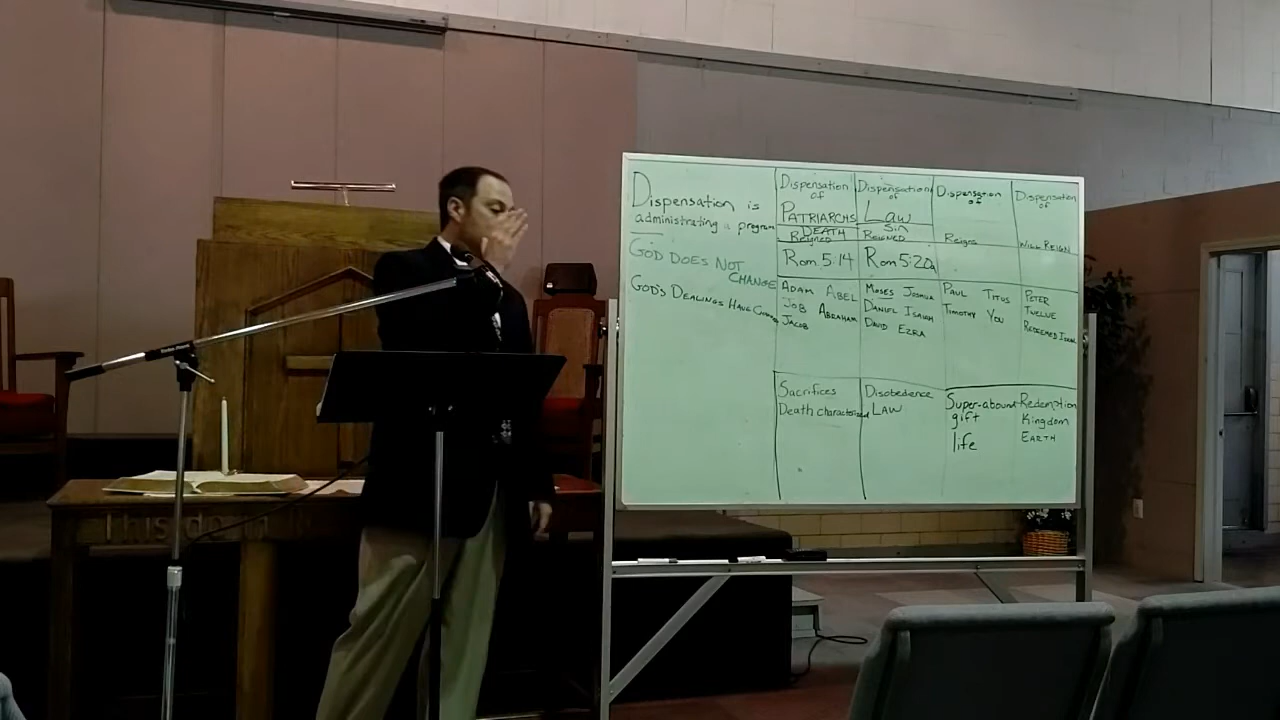 Dispensation is
administrating a program
GOD DOES NOT
CHANGE
GOD'S DEALINGS HAVE
Dispensation
of
PATRIARCHS
DEATH
Reigned
Rom 5:14
ADAM ABEL
JOB ABRAHAM
JACOB
Sacrifices
Death characterized
Dispensation
of
Law
Sin
REIGNED
Rom 5:20a
MOSES JOSHUA
DANIEL ISAIAH
DAVID EZRA
Disobedience
LAW
Dispensation
of
Reigns
PAUL TITUS
TIMOTHY YOU
Super-abound
gift
life
Dispensation
of
WILL REIGN
PETER
TWELVE
REDEEMED
Redemption
Kingdom
EARTH
This do in